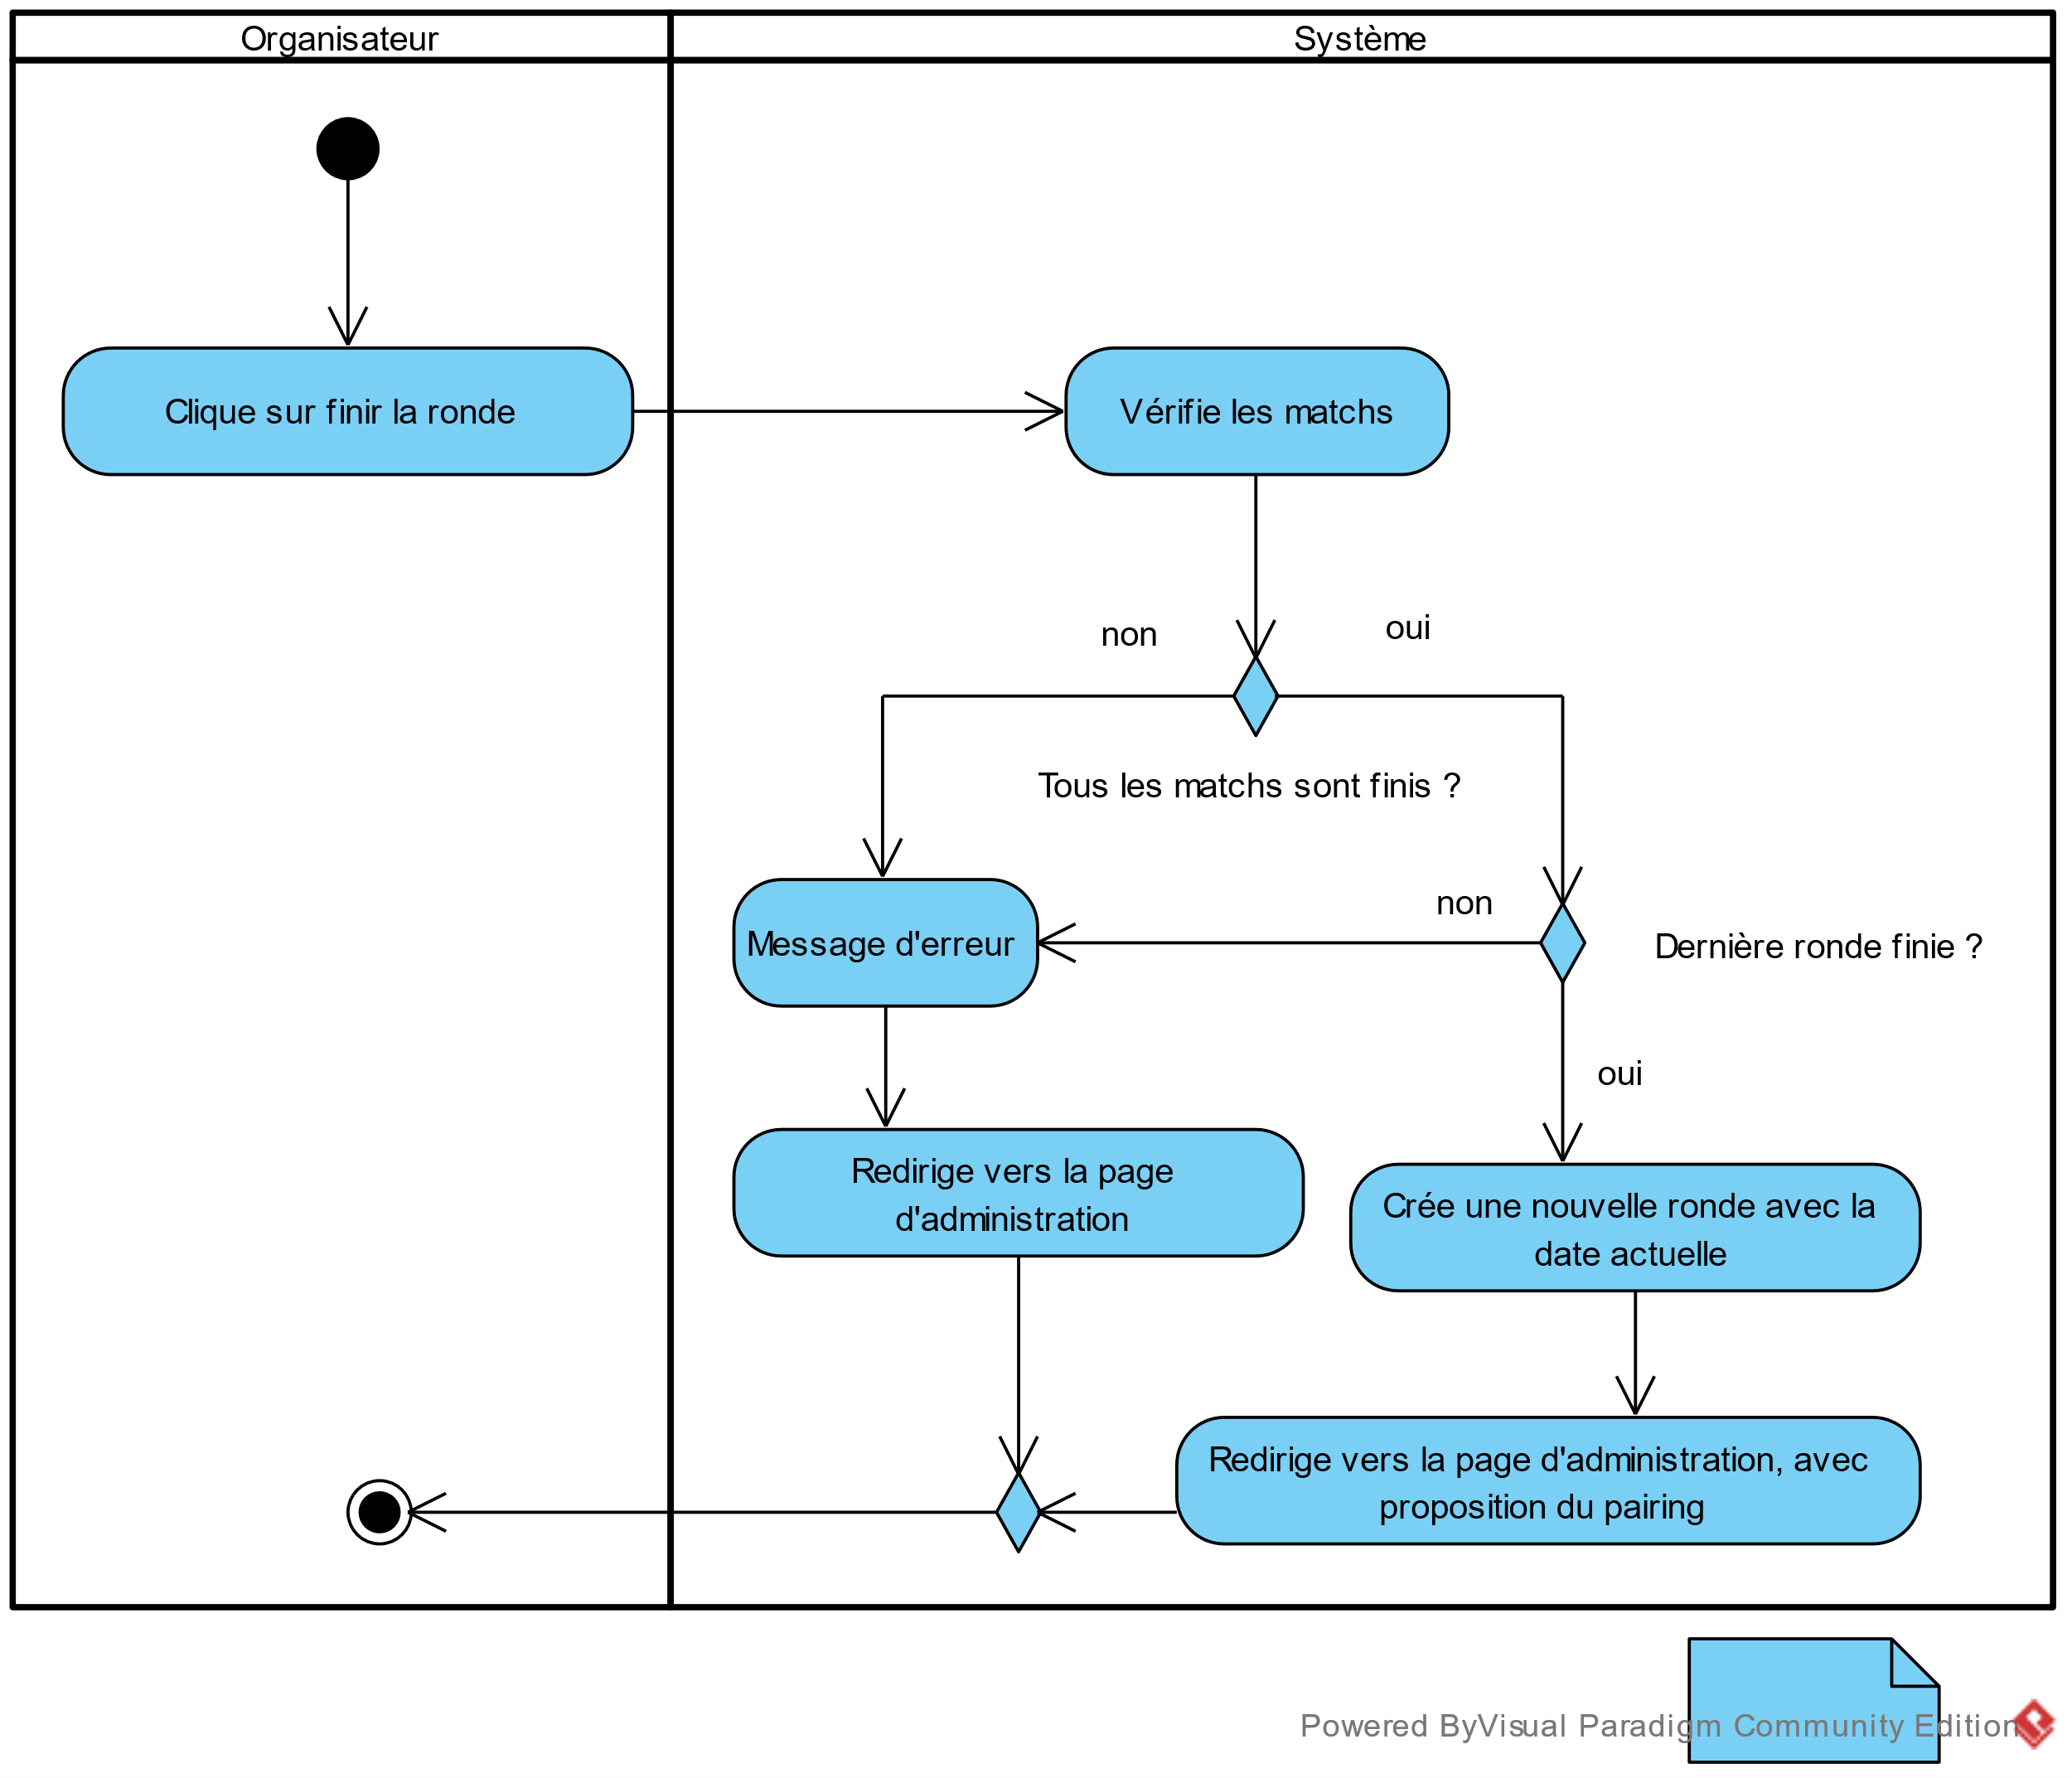 Organisateur
Système
Clique sur finir la ronde
Vérifie les matchs
non
oui
Tous les matchs sont finis ?
Message d'erreur
non
Dernière ronde finie ?
oui
Redirige vers la page
d'administration
Crée une nouvelle ronde avec la
date actuelle
Redirige vers la page d'administration, avec
proposition du pairing
Powered ByVisual Paradigm Community Edition